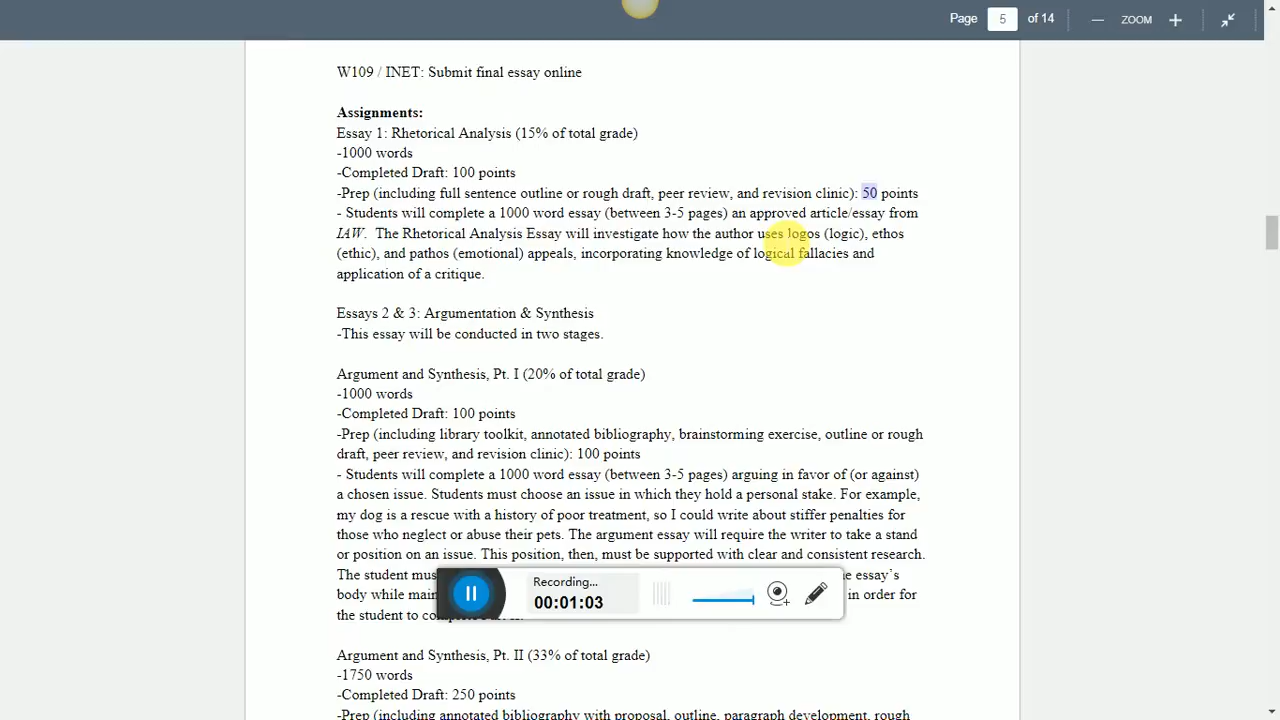 Page 5 of 14 ZOOM
W109 / INET: Submit final essay online
Assignments:
Essay 1: Rhetorical Analysis (15% of total grade)
-1000 words
-Completed Draft: 100 points
-Prep (including full sentence outline or rough draft, peer review, and revision clinic): 50 points
- Students will complete a 1000 word essay (between 3-5 pages) an approved article/essay from
IAW.  The Rhetorical Analysis Essay will investigate how the author uses logos (logic), ethos
(ethic), and pathos (emotional) appeals, incorporating knowledge of logical fallacies and
application of a critique.
Essays 2 & 3: Argumentation & Synthesis
-This essay will be conducted in two stages.
Argument and Synthesis, Pt. I (20% of total grade)
-1000 words
-Completed Draft: 100 points
-Prep (including library toolkit, annotated bibliography, brainstorming exercise, outline or rough
draft, peer review, and revision clinic): 100 points
- Students will complete a 1000 word essay (between 3-5 pages) arguing in favor of (or against)
a chosen issue. Students must choose an issue in which they hold a personal stake. For example,
my dog is a rescue with a history of poor treatment, so I could write about stiffer penalties for
those who neglect or abuse their pets. The argument essay will require the writer to take a stand
or position on an issue. This position, then, must be supported with clear and consistent research.
The student essay's
body while in order for
the student to
Recording...
00:01:03
Argument and Synthesis, Pt. II (33% of total grade)
-1750 words
-Completed Draft: 250 points
-Prep (including annotated bibliography with proposal, outline, paragraph development, rough